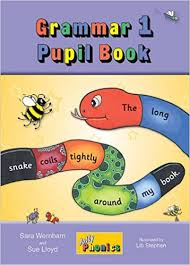 Grammar 1
Pupil Book
The
long
snake
coils
tightly
around
my
book.
Sara Wernham
and
Sue Lloyd
Jolly
Phonics
Illustrated by
Lib Stephen